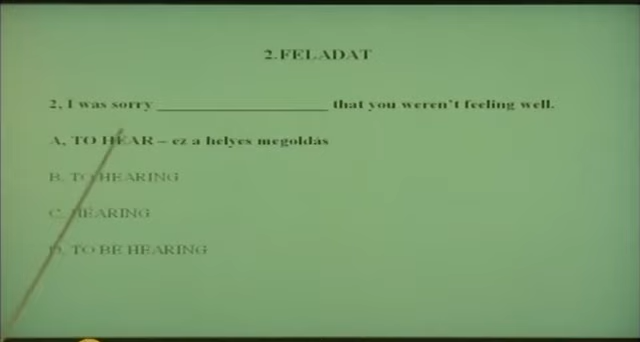 2.FELADAT
2, I was sorry ____________________ that you weren't feeling well.
A, TO HEAR – ez a helyes megoldás
B. TO HEARING
C. HEARING
D. TO BE HEARING